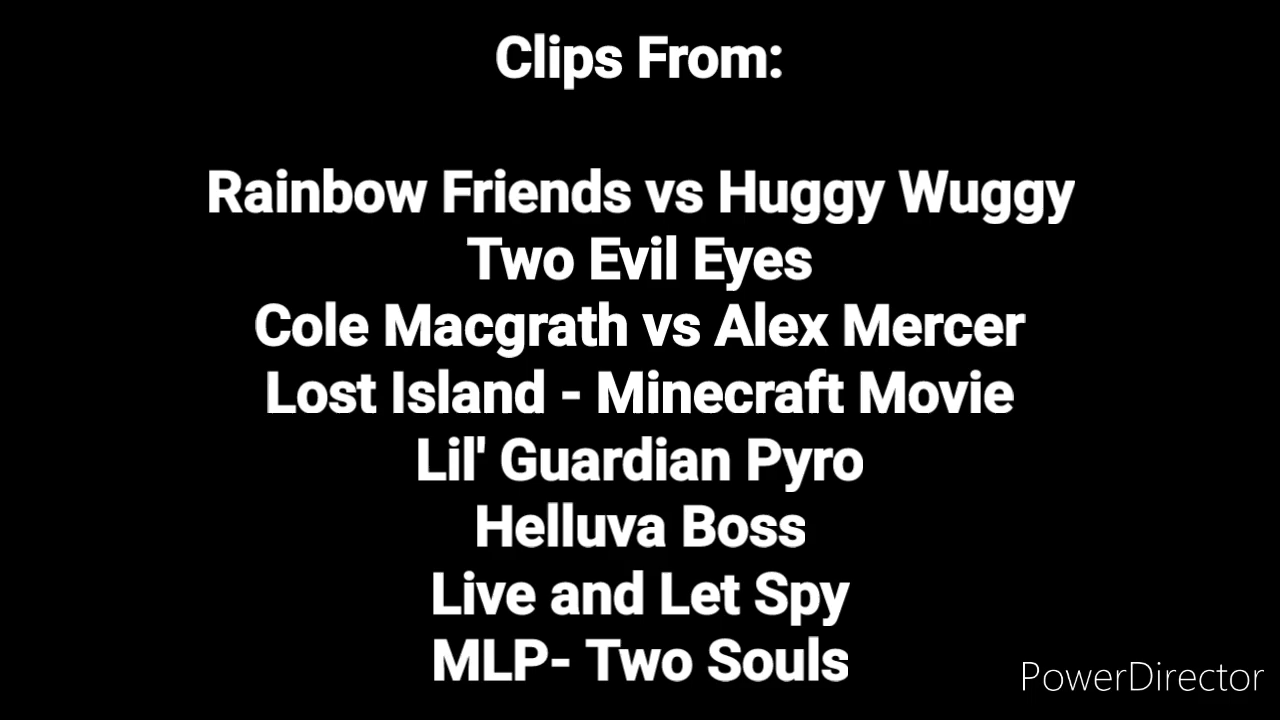 Clips From:
Rainbow Friends vs Huggy Wuggy
Two Evil Eyes
Cole Macgrath vs Alex Mercer
Lost Island - Minecraft Movie
Lil' Guardian Pyro
Helluva Boss
Live and Let Spy
MLP- Two Souls
PowerDirector